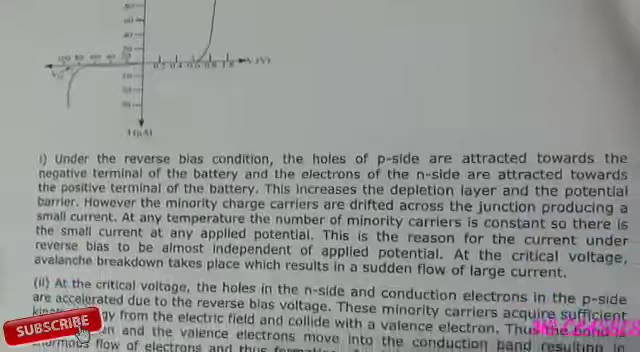 I(μA)
i) Under the reverse bias condition, the holes of p-side are attracted towards the
negative terminal of the battery and the electrons of the n-side are attracted towards
the positive terminal of the battery. This increases the depletion layer and the potential
barrier. However the minority charge carriers are drifted across the junction producing a
small current. At any temperature the number of minority carriers is constant so there is
the small current at any applied potential. This is the reason for the current under
reverse bias to be almost independent of applied potential. At the critical voltage,
avalanche breakdown takes place which results in a sudden flow of large current.
(ii) At the critical voltage, the holes in the n-side and conduction electrons in the p-side
are accelerated due to the reverse bias voltage. These minority carriers acquire sufficient
from the electric field and collide with a valence electron. Thus the
and the valence electrons move into the conduction band resulting in
flow of electrons and thus
SUBSCRIBE